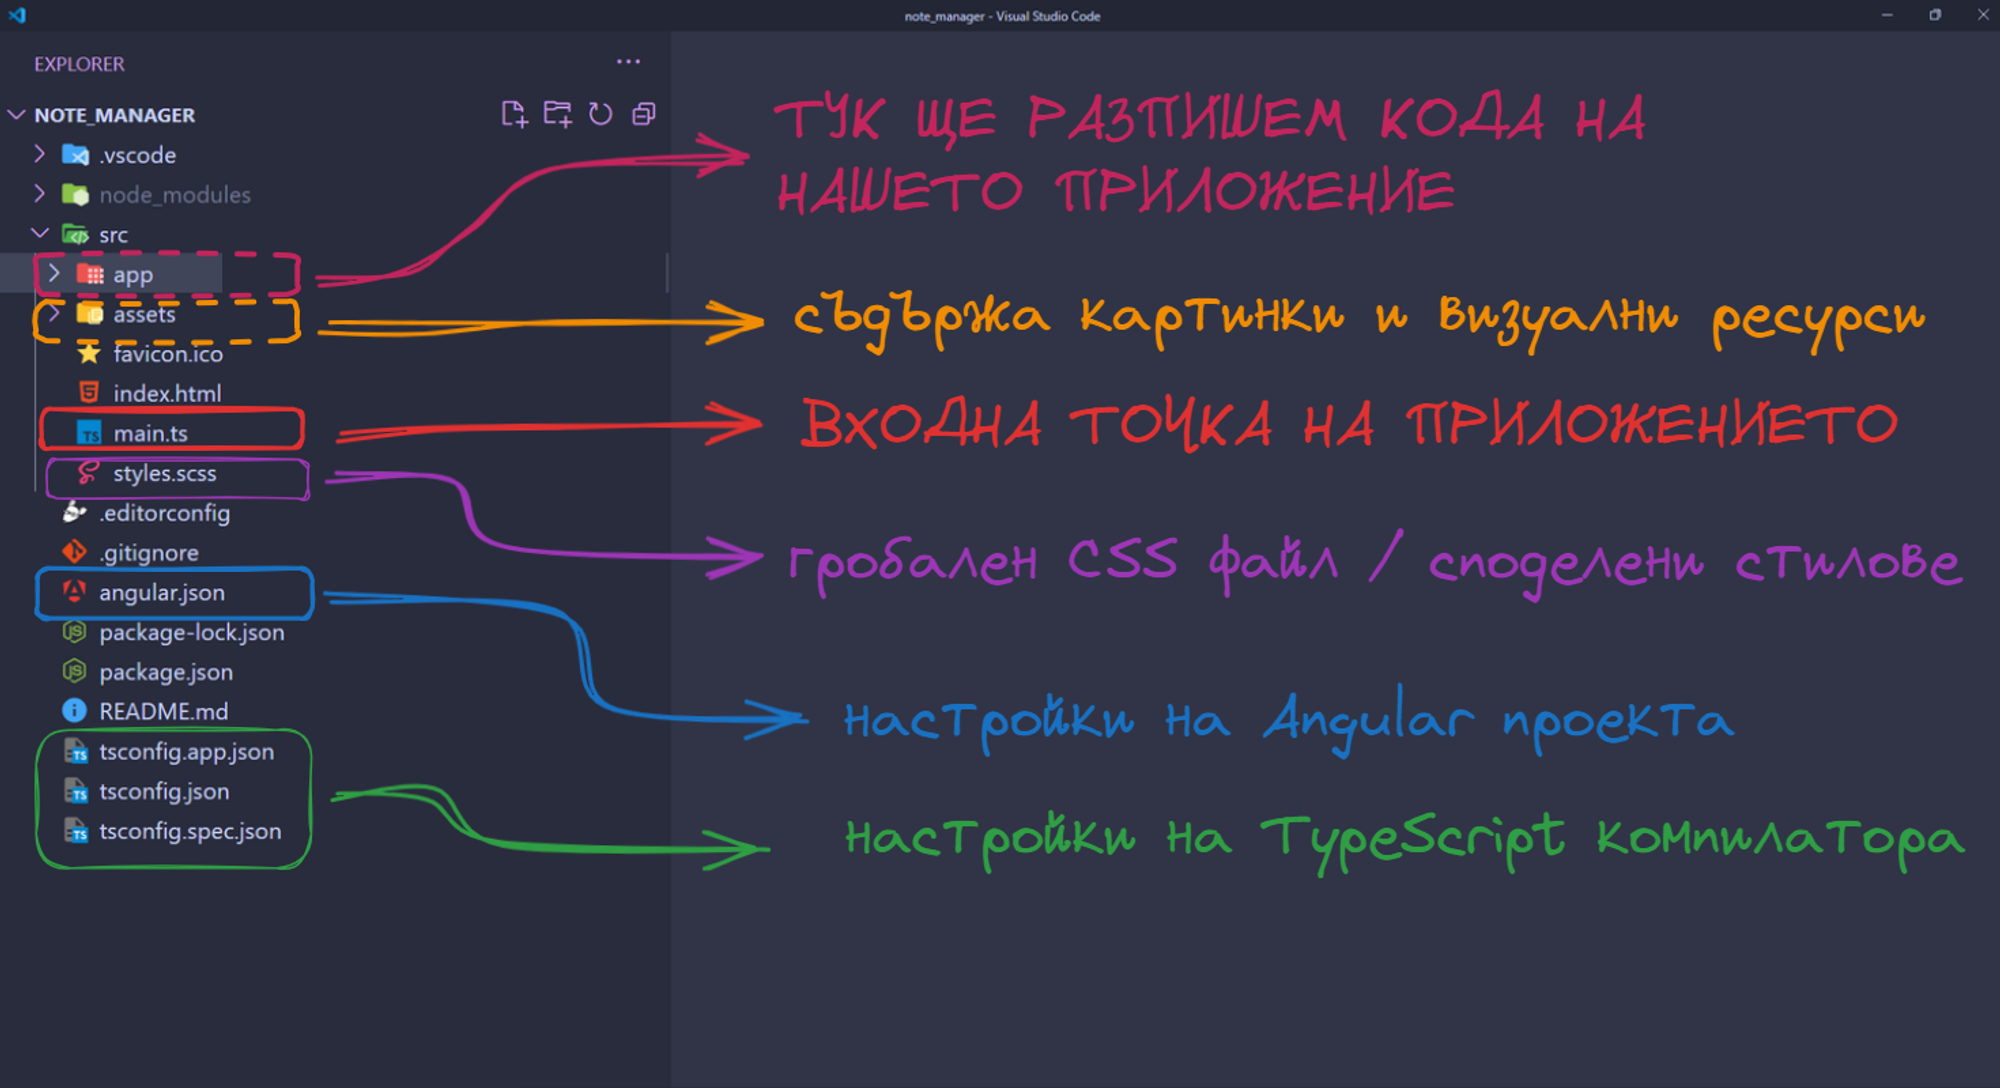 note_manager - Visual Studio Code
EXPLORER
NOTE_MANAGER
.vscode
node_modules
src
app
assets
favicon.ico
index.html
main.ts
styles.scss
.editorconfig
.gitignore
angular.json
package-lock.json
package.json
README.md
tsconfig.app.json
tsconfig.json
tsconfig.spec.json
ТУК ЩЕ РАЗПИШЕМ КОДА НА
НАШЕТО ПРИЛОЖЕНИЕ
съдържа картинки и визуални ресурси
ВХОДНА ТОЧКА НА ПРИЛОЖЕНИЕТО
гробален CSS файл / споделени стилове
настройки на Angular проекта
настройки на TypeScript компилатора